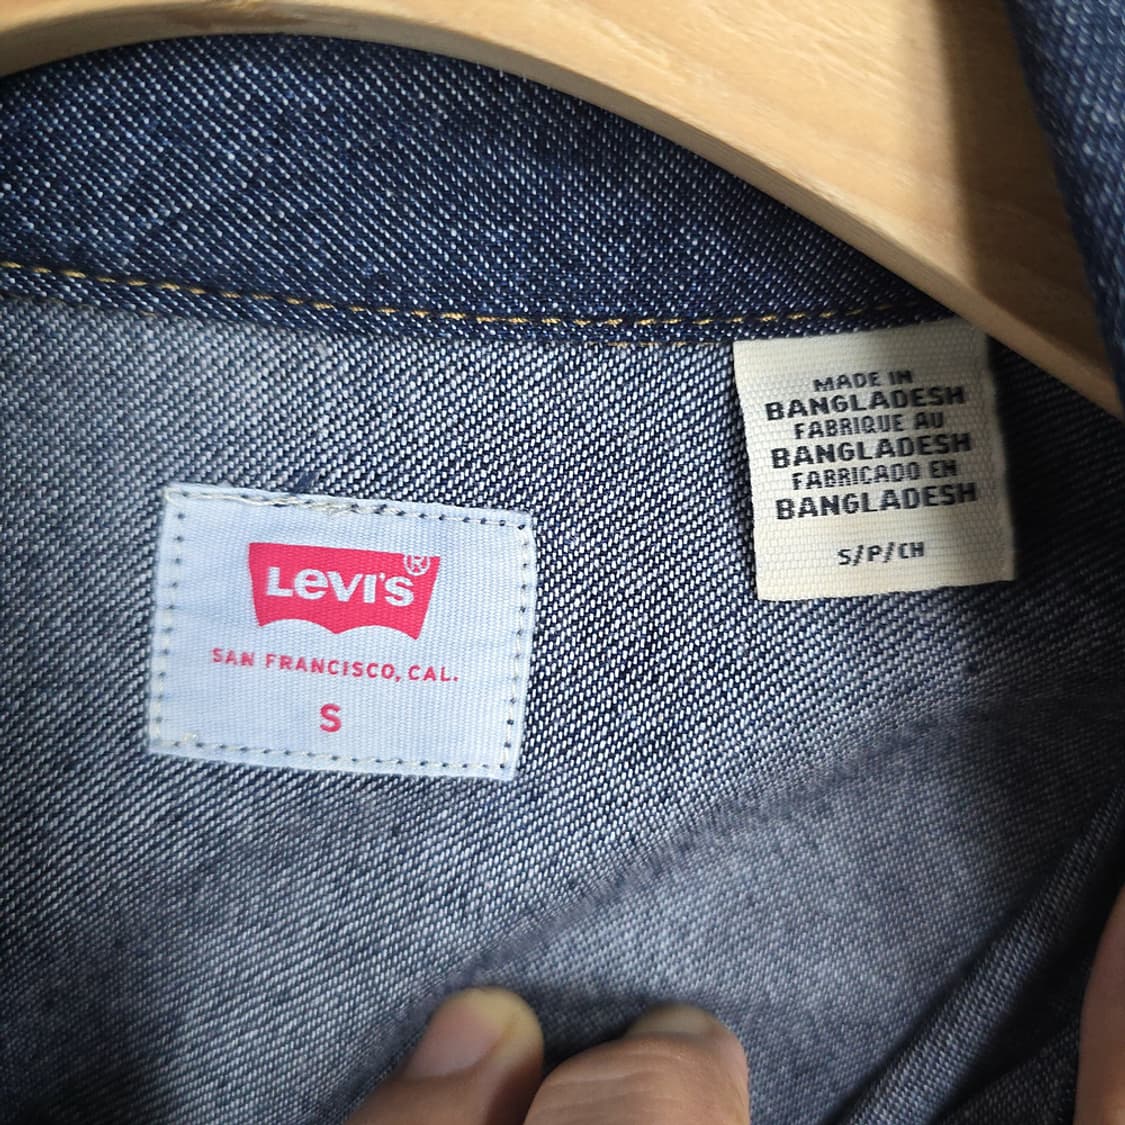 LEVI'S®
SAN FRANCISCO, CAL.
S
MADE IN
BANGLADESH
FABRIQUE AU
BANGLADESH
FABRICADO EN
BANGLADESH
S/P/CH